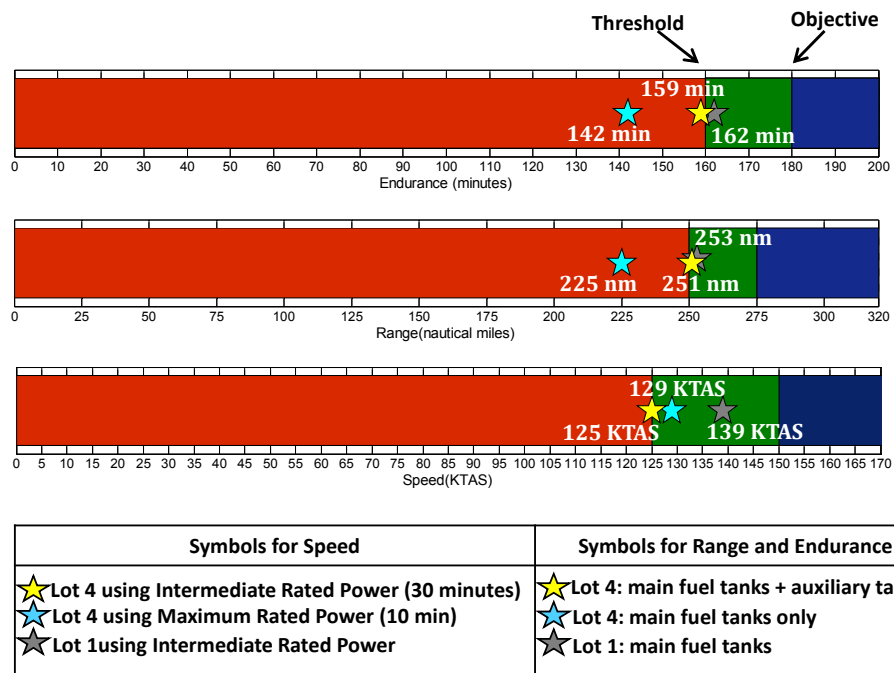 Threshold
Objective
159 min
142 min
162 min
0 10 20 30 40 50 60 70 80 90 100 110 120 130 140 150 160 170 180 190 200
Endurance (minutes)
253 nm
225 nm
251 nm
0 25 50 75 100 125 150 175 200 225 250 275 300 320
Range(nautical miles)
129 KTAS
125 KTAS
139 KTAS
0 5 10 15 20 25 30 35 40 45 50 55 60 65 70 75 80 85 90 95 100 105 110 115 120 125 130 135 140 145 150 155 160 165 170
Speed(KTAS)
Symbols for Speed
Lot 4 using Intermediate Rated Power (30 minutes)
Lot 4 using Maximum Rated Power (10 min)
Lot 1using Intermediate Rated Power
Symbols for Range and Endurance
Lot 4: main fuel tanks + auxiliary ta
Lot 4: main fuel tanks only
Lot 1: main fuel tanks